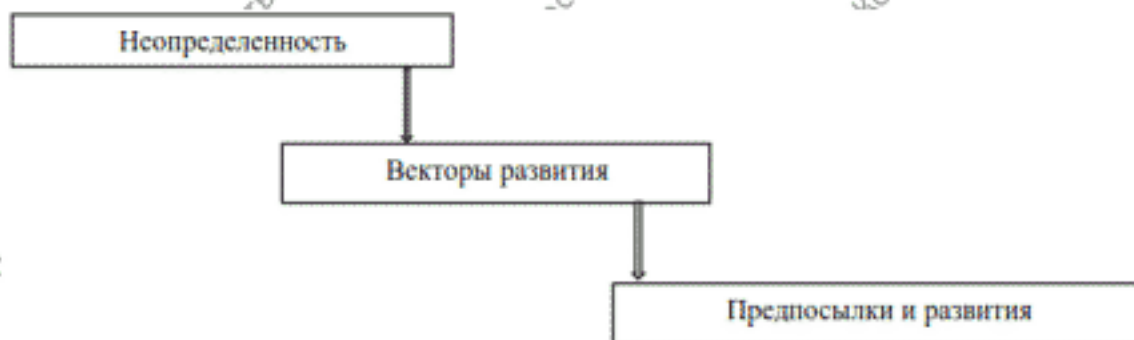 Неопределенность
Векторы развития
Предпосылки и развития